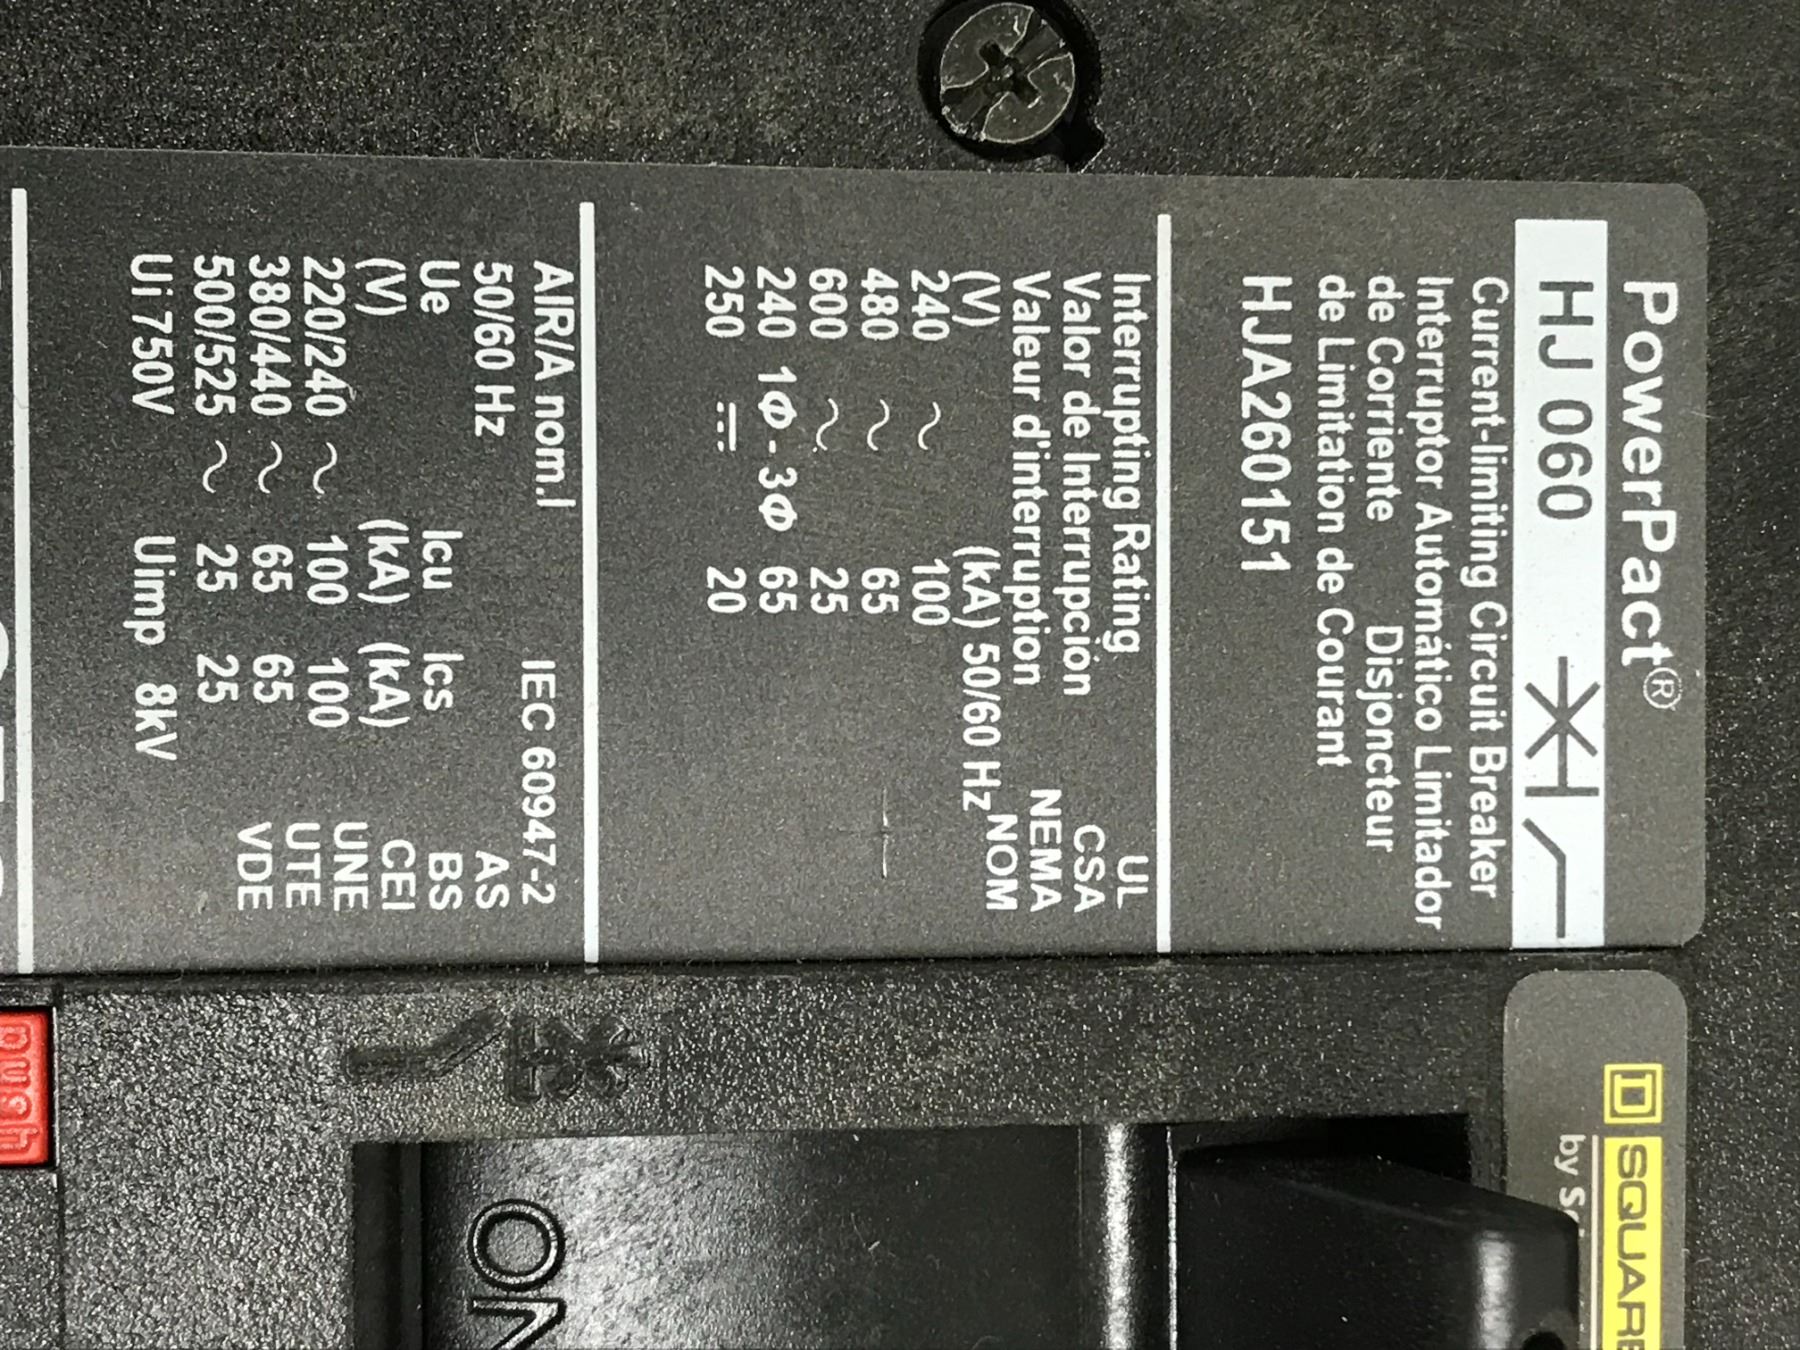 PowerPact®
HJ 060
Current-limiting Circuit Breaker
Interruptor Automático Limitador
de Corriente Disjoncteur
de Limitation de Courant
HJA260151
Interrupting Rating UL
Valor de Interrupción CSA
Valeur d'interruption NEMA
(V) (kA) 50/60 Hz NOM
240 ~ 100
480 ~ 65
600 ~ 25
240 1Φ - 3Φ 65
250 ⎓ 20
AIR/A nom.I IEC 60947-2
50/60 Hz AS
Ue Icu Ics BS
(V) (kA) (kA) CEI
220/240 ~ 100 100 UNE
380/440 ~ 65 65 UTE
500/525 ~ 25 25 VDE
Ui 750V Uimp 8kV
D SQUARE
by
push
ON